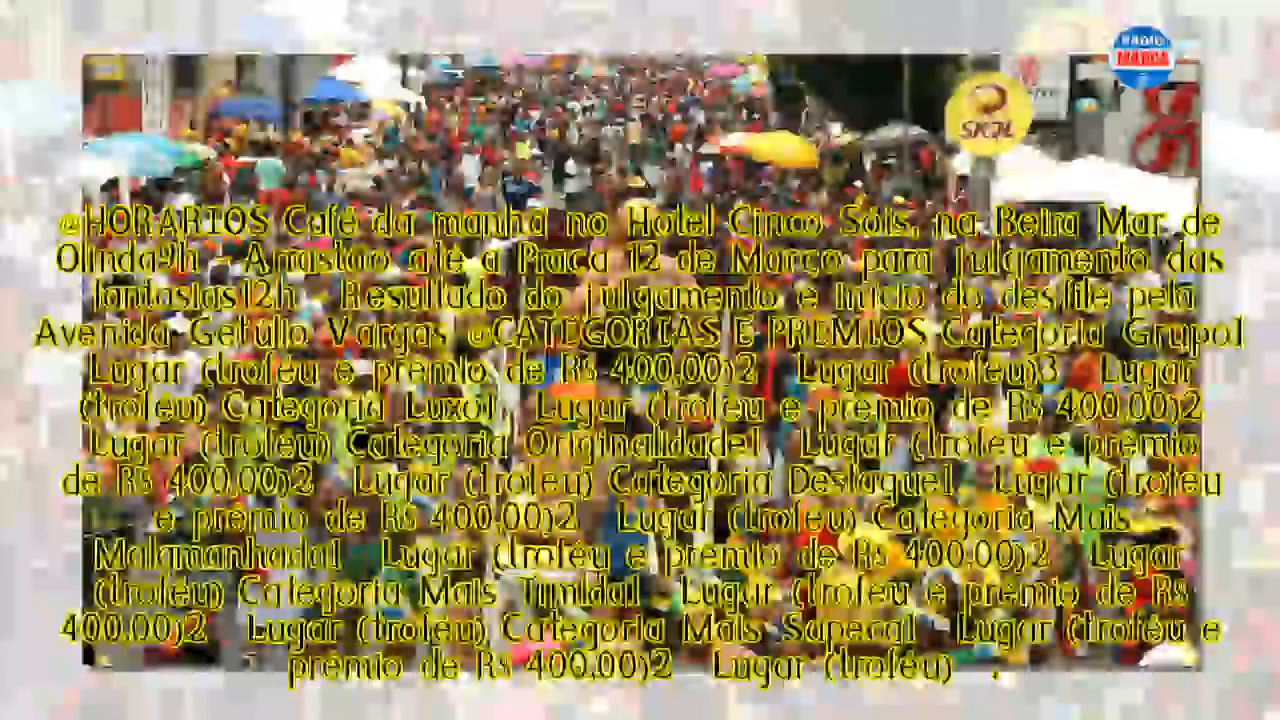 RADIO
MARIA
SKOL
@HORARIOS Café da manhã no Hotel Cinco Sóis, na Beira Mar de
Olinda9h - Arrastão até a Praça 12 de Março para julgamento das
fantasias12h Resultado do julgamento e início do desfile pela
Avenida Getúlio Vargas @CATEGORIAS E PREMIOS Categoria Grupo1
Lugar (troféu e prêmio de R$ 400,00)2 Lugar (troféu)3 Lugar
(troféu) Categoria Luxo1 Lugar (troféu e prêmio de R$ 400,00)2
Lugar (troféu) Categoria Originalidade1 Lugar (troféu e prêmio
de R$ 400,00)2 Lugar (troféu) Categoria Destaque1 Lugar (troféu
e prêmio de R$ 400,00)2 Lugar (troféu) Categoria Mais
Malamanhada1 Lugar (troféu e prêmio de R$ 400,00)2 Lugar
(troféu) Categoria Mais Tímida1 Lugar (troféu e prêmio de R$
400,00)2 Lugar (troféu) Categoria Mais Sapeca1 Lugar (troféu e
prêmio de R$ 400,00)2 Lugar (troféu) .